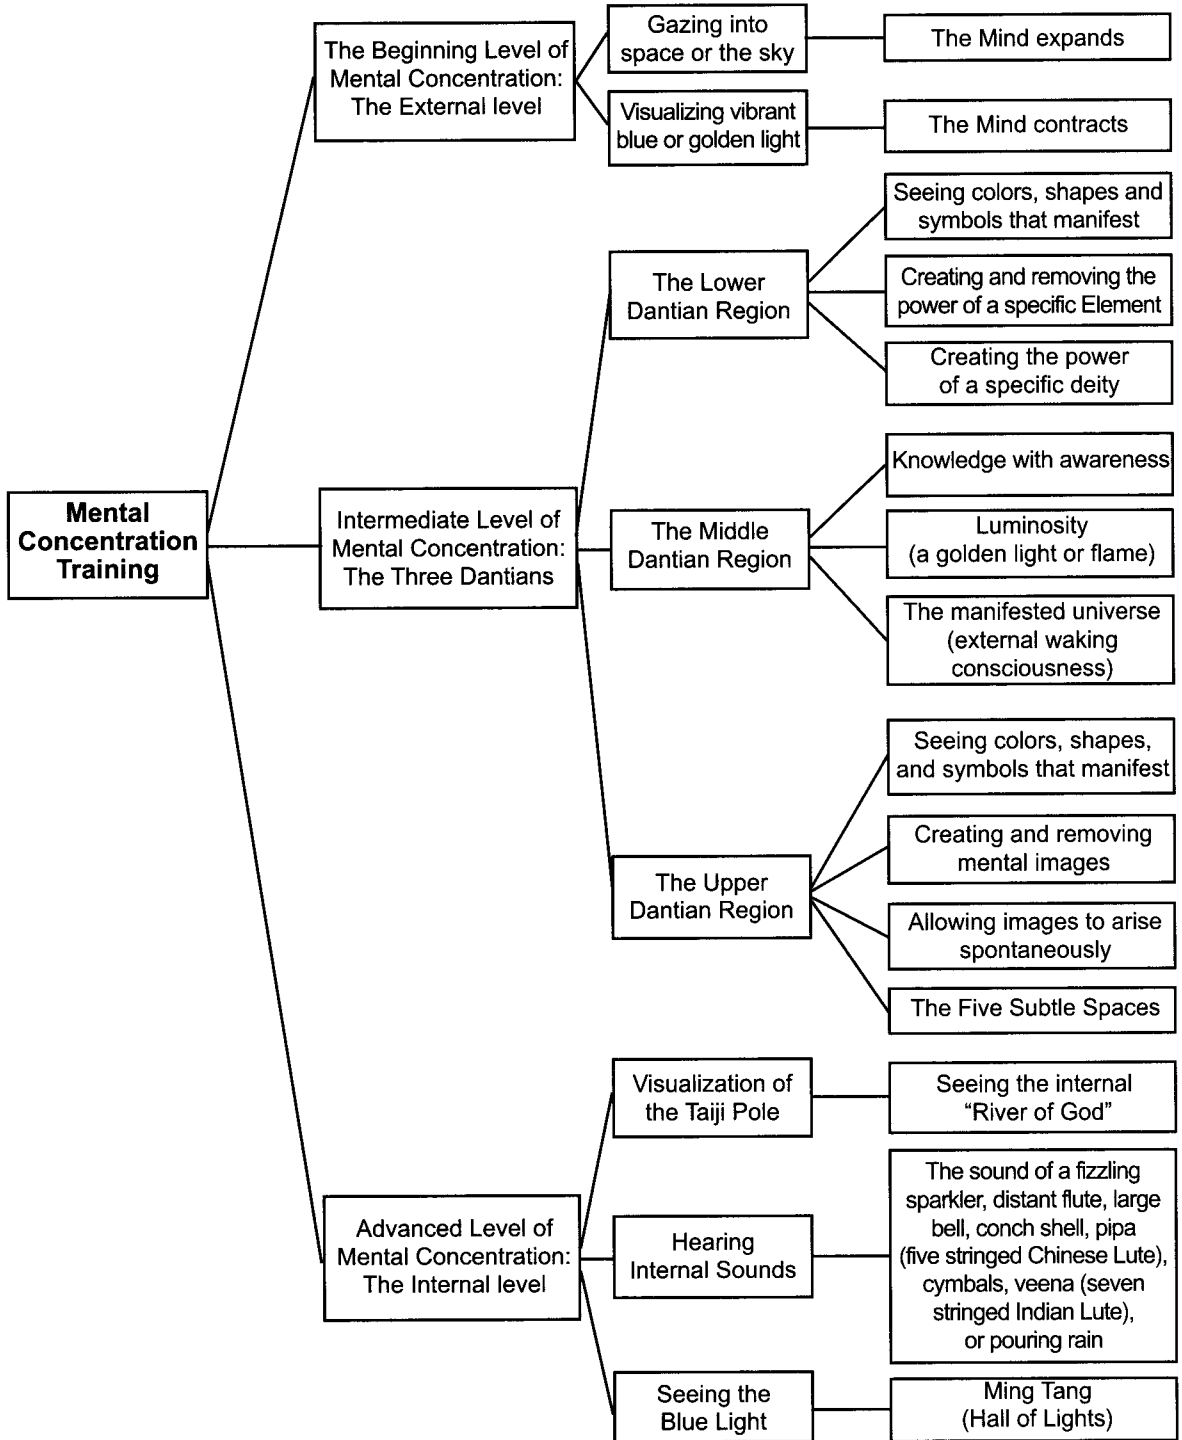 Mental
Concentration
Training
The Beginning Level of
Mental Concentration:
The External level
Gazing into
space or the sky
The Mind expands
Visualizing vibrant
blue or golden light
The Mind contracts
Intermediate Level of
Mental Concentration:
The Three Dantians
The Lower
Dantian Region
Seeing colors, shapes and
symbols that manifest
Creating and removing the
power of a specific Element
Creating the power
of a specific deity
The Middle
Dantian Region
Knowledge with awareness
Luminosity
(a golden light or flame)
The manifested universe
(external waking
consciousness)
The Upper
Dantian Region
Seeing colors, shapes,
and symbols that manifest
Creating and removing
mental images
Allowing images to arise
spontaneously
The Five Subtle Spaces
Advanced Level of
Mental Concentration:
The Internal level
Visualization of
the Taiji Pole
Seeing the internal
“River of God”
Hearing
Internal Sounds
The sound of a fizzling
sparkler, distant flute, large
bell, conch shell, pipa
(five stringed Chinese Lute),
cymbals, veena (seven
stringed Indian Lute),
or pouring rain
Seeing the
Blue Light
Ming Tang
(Hall of Lights)